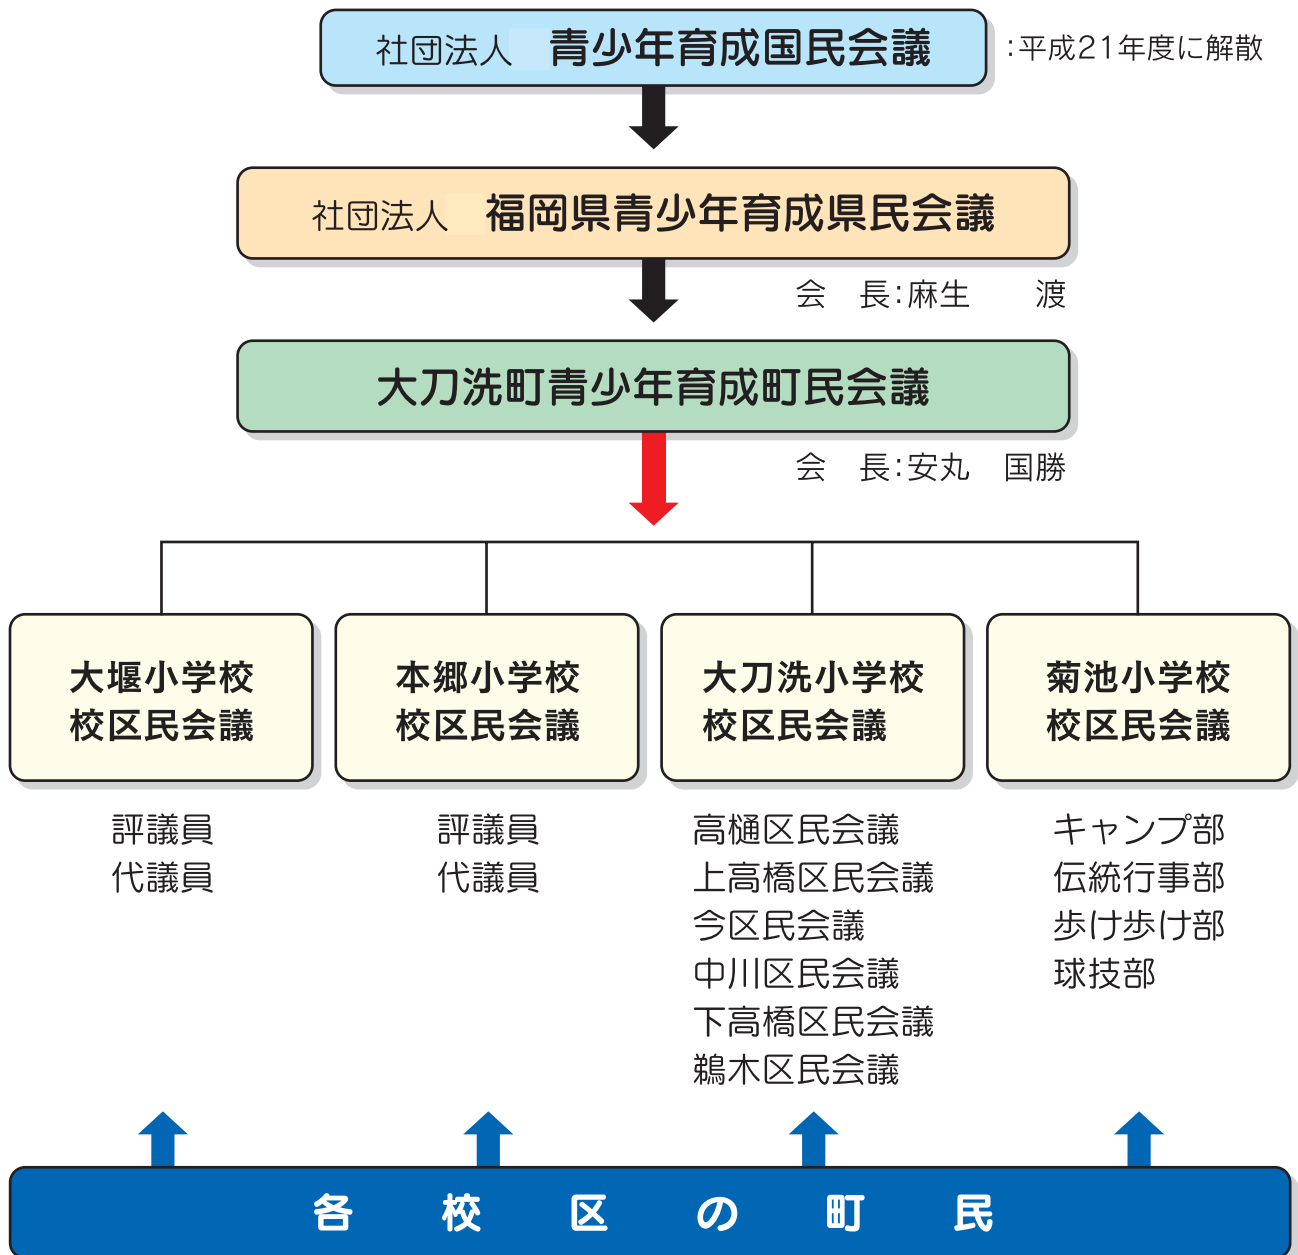 社団法人 青少年育成国民会議 :平成21年度に解散
社団法人 福岡県青少年育成県民会議
会 長:麻生 渡
大刀洗町青少年育成町民会議
会 長:安丸 国勝
大堰小学校
校区民会議
本郷小学校
校区民会議
大刀洗小学校
校区民会議
菊池小学校
校区民会議
評議員
代議員
評議員
代議員
高樋区民会議
上高橋区民会議
今区民会議
中川区民会議
下高橋区民会議
鵜木区民会議
キャンプ部
伝統行事部
歩け歩け部
球技部
各校区の町民